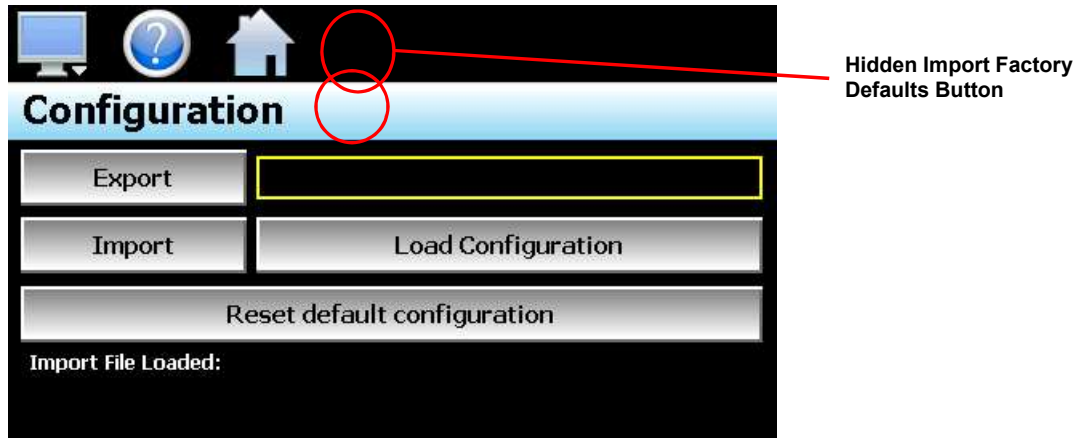 ?
Hidden Import Factory
Defaults Button
Configuration
Export
Import
Load Configuration
Reset default configuration
Import File Loaded: